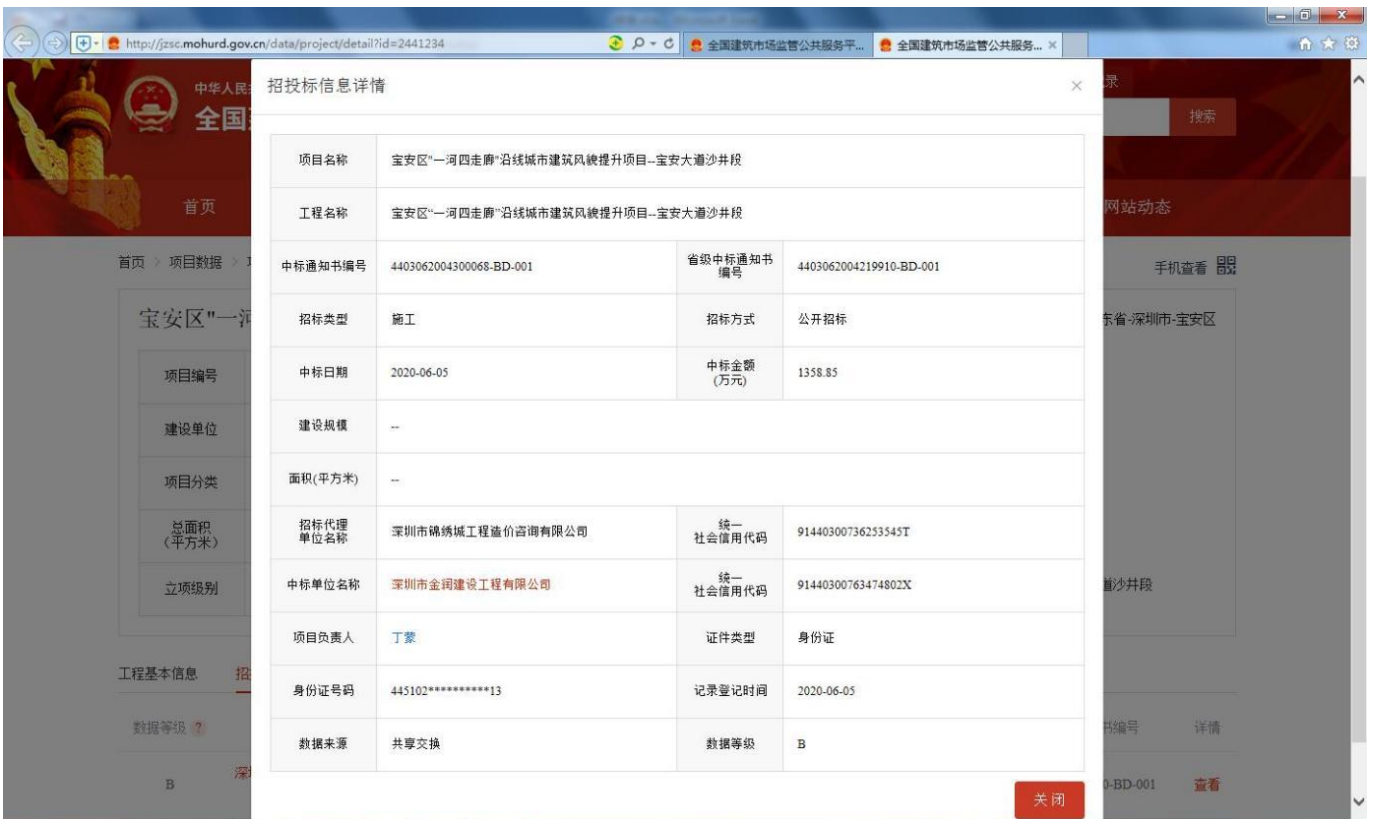 http://jzsc.mohurd.gov.cn/data/project/detail?id=2441234
全国建筑市场监管公共服务平...
全国建筑市场监管公共服务... ×
中华人民
全国
搜索
首页
网站动态
首页 > 项目数据 >
手机查看
宝安区"一河
东省-深圳市-宝安区
项目编号
建设单位
项目分类
总面积
(平方米)
立项级别
道沙井段
工程基本信息
招
数据等级 ?
书编号
详情
B
深圳
0-BD-001
查看
招投标信息详情 ×
项目名称 宝安区"一河四走廊"沿线城市建筑风貌提升项目--宝安大道沙井段
工程名称 宝安区“一河四走廊”沿线城市建筑风貌提升项目--宝安大道沙井段
中标通知书编号 4403062004300068-BD-001 省级中标通知书
编号 4403062004219910-BD-001
招标类型 施工 招标方式 公开招标
中标日期 2020-06-05 中标金额
(万元) 1358.85
建设规模 --
面积(平方米) --
招标代理
单位名称 深圳市锦绣城工程造价咨询有限公司 统一
社会信用代码 91440300736253545T
中标单位名称 深圳市金润建设工程有限公司 统一
社会信用代码 91440300763474802X
项目负责人 丁蒙 证件类型 身份证
身份证号码 445102**********13 记录登记时间 2020-06-05
数据来源 共享交换 数据等级 B
关闭